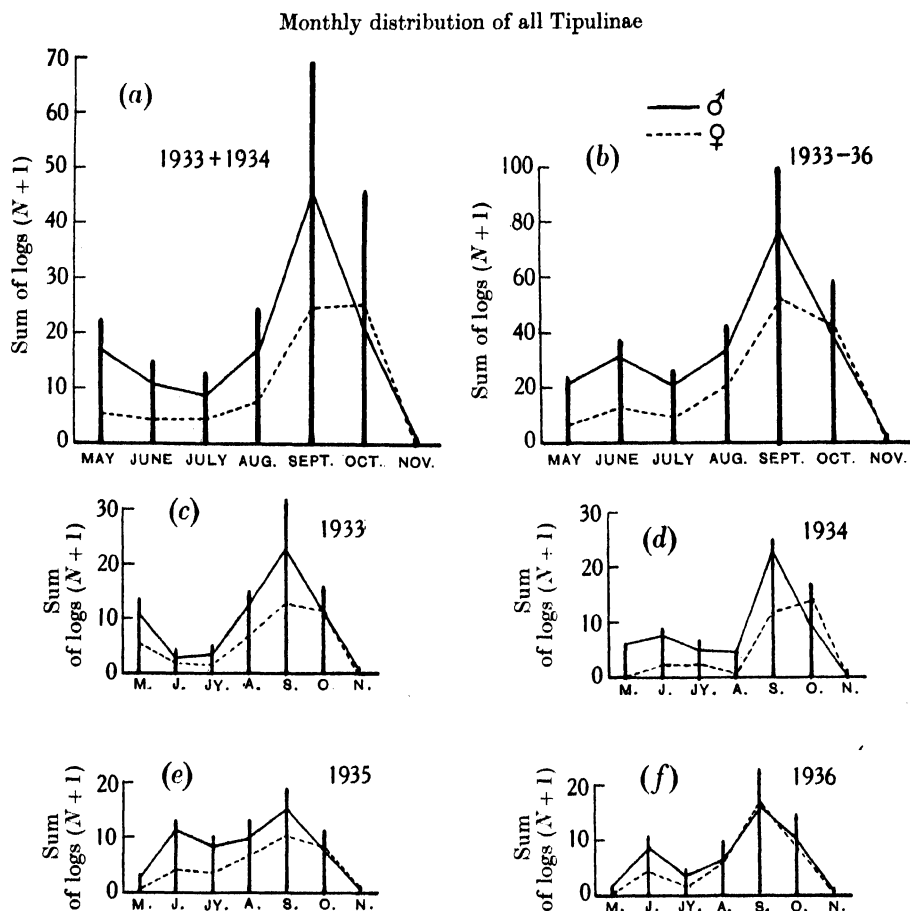 Monthly distribution of all Tipulinae
(a)
1933+1934
Sum of logs (N + 1)
70
60
50
40
30
20
10
0
MAY JUNE JULY AUG. SEPT. OCT. NOV.
♂
♀
(b)
1933-36
Sum of logs (N + 1)
100
80
60
40
20
0
MAY JUNE JULY AUG. SEPT. OCT. NOV.
(c)
1933
Sum
of logs (N + 1)
30
20
10
0
M. J. JY. A. S. O. N.
(d)
1934
Sum
of logs (N + 1)
30
20
10
0
M. J. JY. A. S. O. N.
(e)
1935
Sum
of logs (N + 1)
20
10
0
M. J. JY. A. S. O. N.
(f)
1936
Sum
of logs (N + 1)
20
10
0
M. J. JY. A. S. O. N.